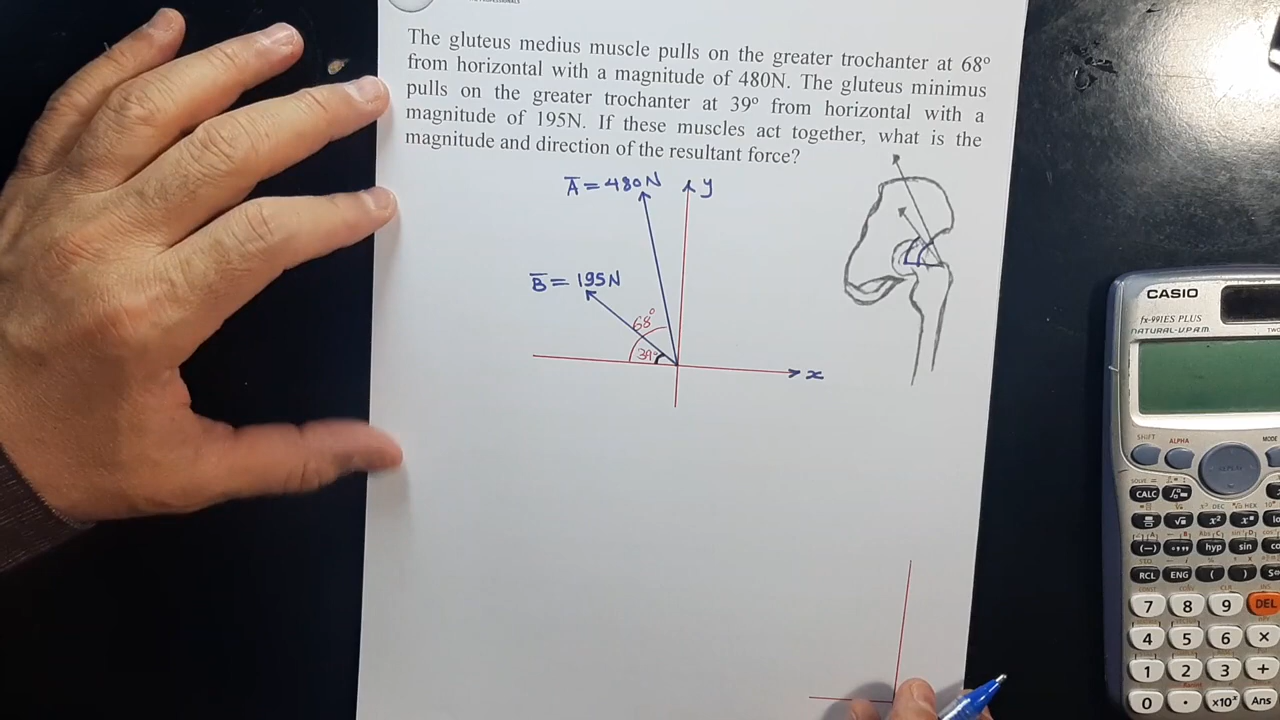 The gluteus medius muscle pulls on the greater trochanter at 68°
from horizontal with a magnitude of 480N. The gluteus minimus
pulls on the greater trochanter at 39° from horizontal with a
magnitude of 195N. If these muscles act together, what is the
magnitude and direction of the resultant force?
A̅ = 480N
y
B̅ = 195N
68°
39°
x
CASIO
fx-991ES PLUS
NATURAL-V.P.A.M.
SHIFT ALPHA MODE
CALC
hyp sin
RCL ENG ( )
7 8 9 DEL
4 5 6 ×
1 2 3 +
0 . ×10ˣ Ans